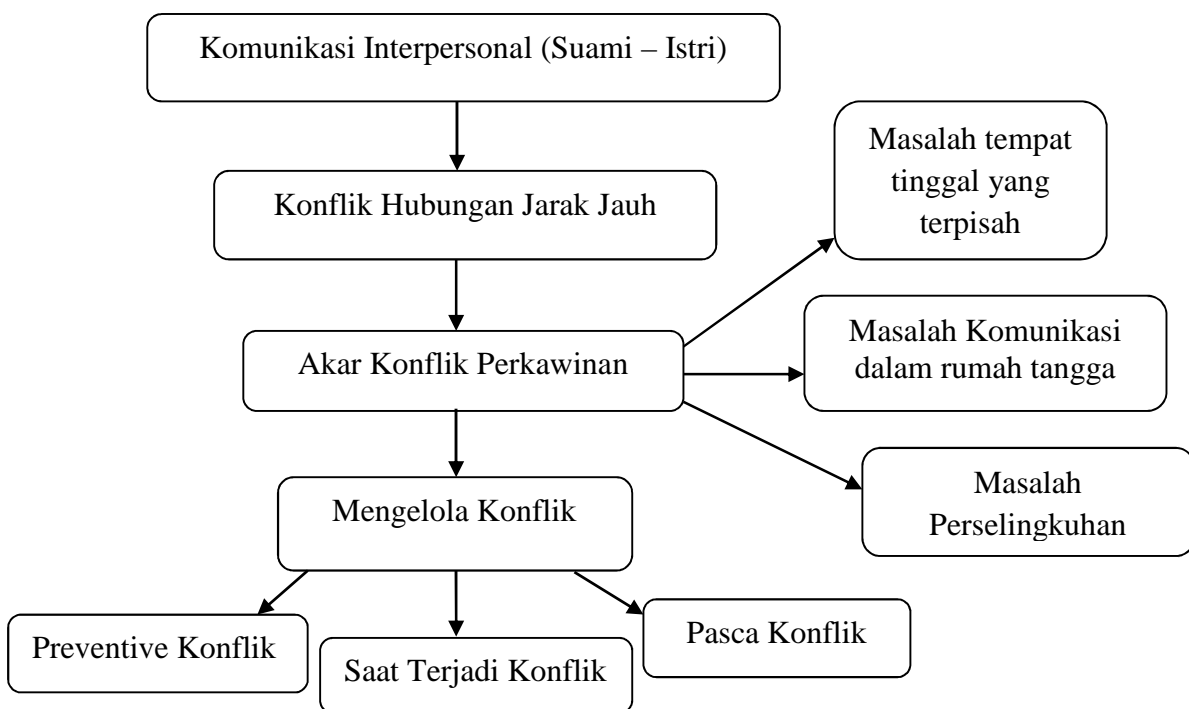 Komunikasi Interpersonal (Suami – Istri)
Masalah tempat
tinggal yang
terpisah
Konflik Hubungan Jarak Jauh
Akar Konflik Perkawinan
Masalah Komunikasi
dalam rumah tangga
Masalah
Perselingkuhan
Mengelola Konflik
Preventive Konflik
Saat Terjadi Konflik
Pasca Konflik